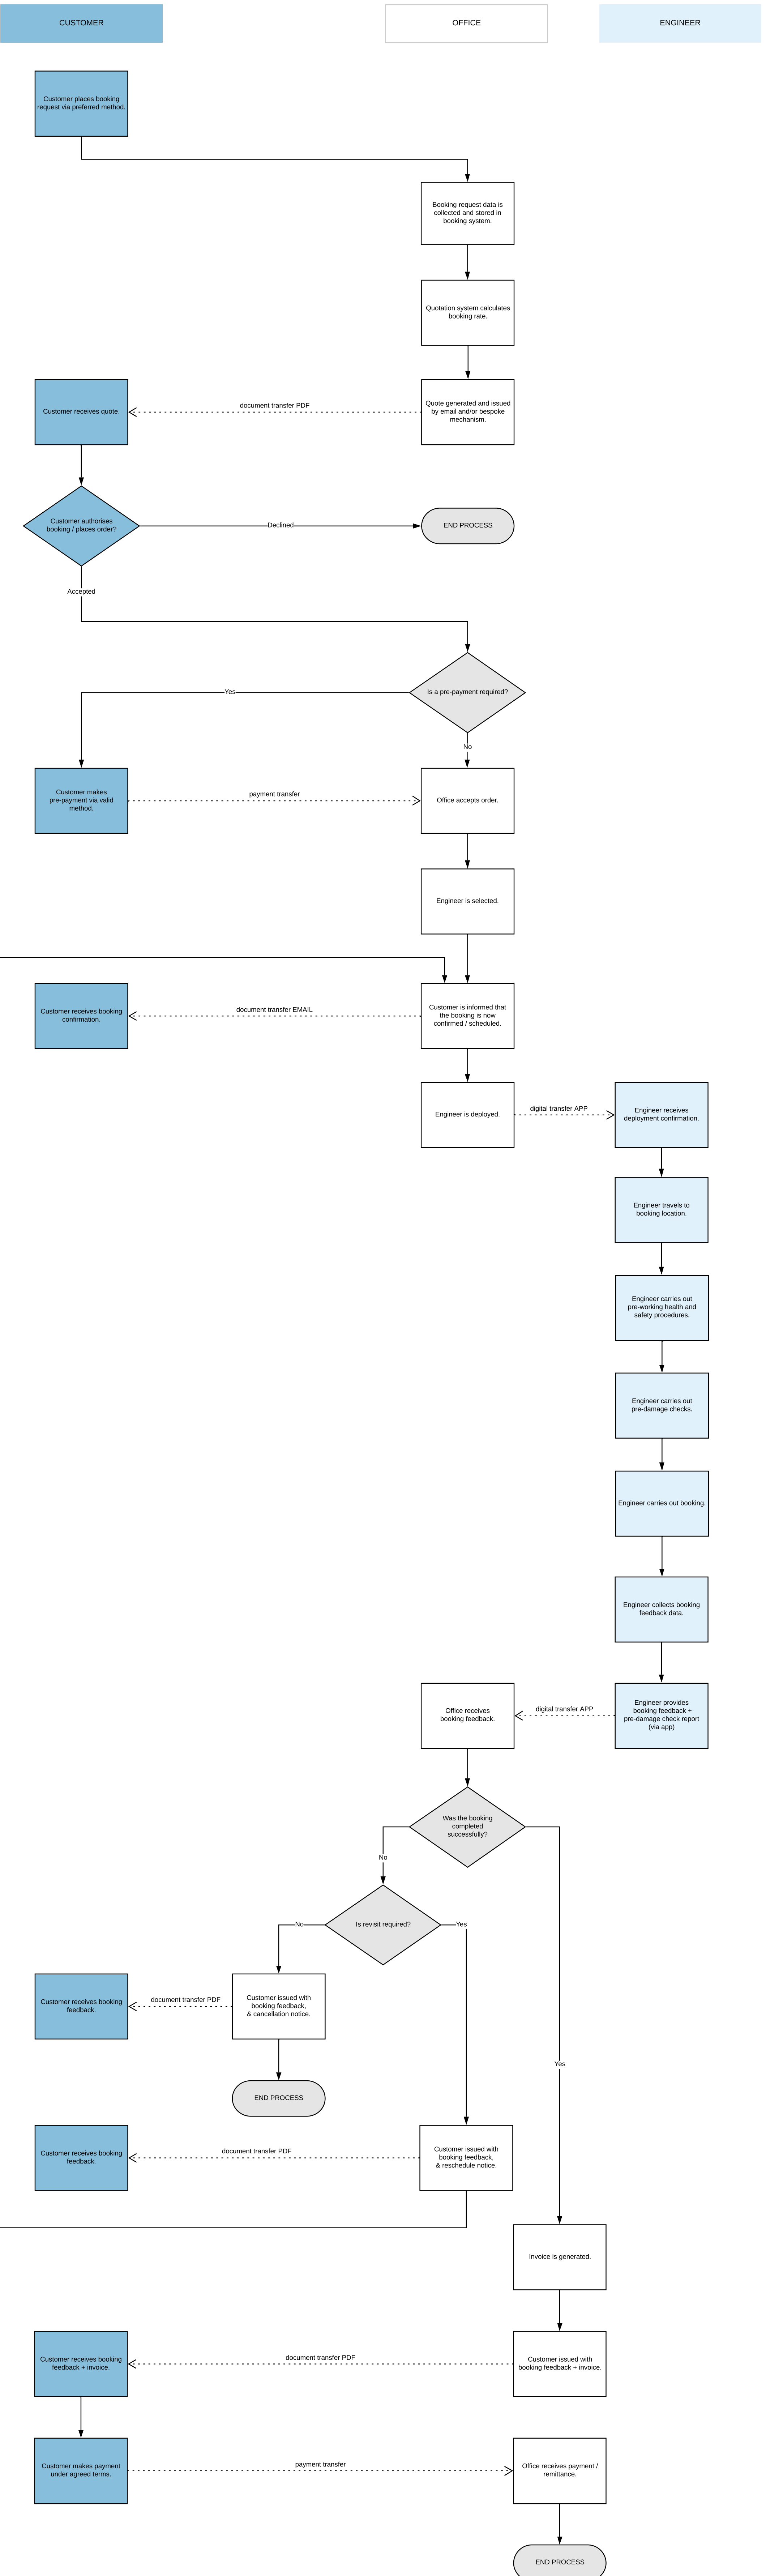 CUSTOMER
OFFICE
ENGINEER
Customer places booking
request via preferred method.
Booking request data is
collected and stored in
booking system.
Quotation system calculates
booking rate.
Customer receives quote.
document transfer PDF
Quote generated and issued
by email and/or bespoke
mechanism.
Customer authorises
booking / places order?
Declined
END PROCESS
Accepted
Is a pre-payment required?
Yes
No
Customer makes
pre-payment via valid
method.
payment transfer
Office accepts order.
Engineer is selected.
Customer receives booking
confirmation.
document transfer EMAIL
Customer is informed that
the booking is now
confirmed / scheduled.
Engineer is deployed.
digital transfer APP
Engineer receives
deployment confirmation.
Engineer travels to
booking location.
Engineer carries out
pre-working health and
safety procedures.
Engineer carries out
pre-damage checks.
Engineer carries out booking.
Engineer collects booking
feedback data.
Office receives
booking feedback.
digital transfer APP
Engineer provides
booking feedback +
pre-damage check report
(via app)
Was the booking
completed
successfully?
No
Is revisit required?
No
Yes
Customer receives booking
feedback.
document transfer PDF
Customer issued with
booking feedback,
& cancellation notice.
Yes
END PROCESS
Customer receives booking
feedback.
document transfer PDF
Customer issued with
booking feedback,
& reschedule notice.
Invoice is generated.
Customer receives booking
feedback + invoice.
document transfer PDF
Customer issued with
booking feedback + invoice.
Customer makes payment
under agreed terms.
payment transfer
Office receives payment /
remittance.
END PROCESS